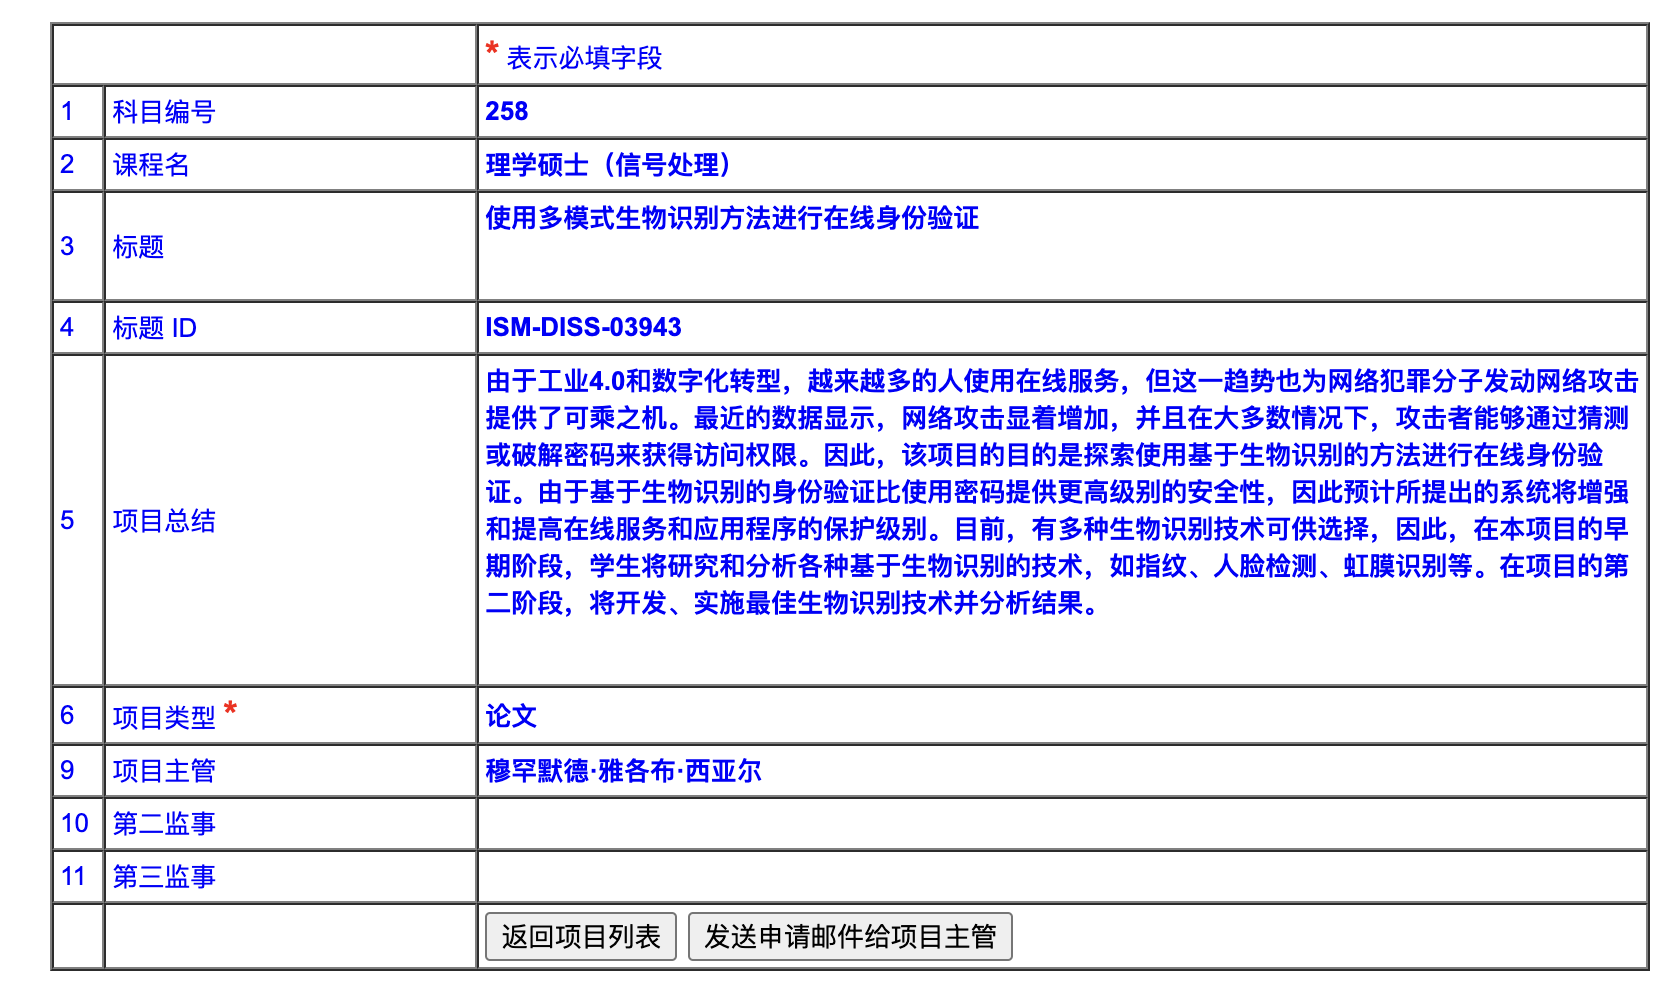 * 表示必填字段
1 科目编号 258
2 课程名 理学硕士（信号处理）
3 标题 使用多模式生物识别方法进行在线身份验证
4 标题 ID ISM-DISS-03943
5 项目总结 由于工业4.0和数字化转型，越来越多的人使用在线服务，但这一趋势也为网络犯罪分子发动网络攻击
提供了可乘之机。最近的数据显示，网络攻击显着增加，并且在大多数情况下，攻击者能够通过猜测
或破解密码来获得访问权限。因此，该项目的目的是探索使用基于生物识别的方法进行在线身份验
证。由于基于生物识别的身份验证比使用密码提供更高级别的安全性，因此预计所提出的系统将增强
和提高在线服务和应用程序的保护级别。目前，有多种生物识别技术可供选择，因此，在本项目的早
期阶段，学生将研究和分析各种基于生物识别的技术，如指纹、人脸检测、虹膜识别等。在项目的第
二阶段，将开发、实施最佳生物识别技术并分析结果。
6 项目类型 * 论文
9 项目主管 穆罕默德·雅各布·西亚尔
10 第二监事
11 第三监事
返回项目列表 发送申请邮件给项目主管